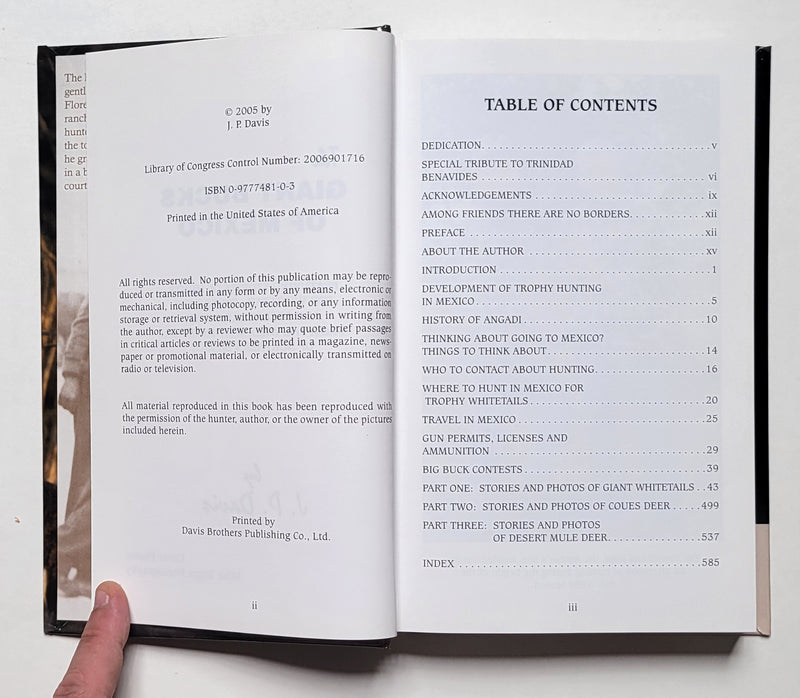 The
gentl
Flore
ranch
hunte
the to
he gr
in a b
court
© 2005 by
J. P. Davis
Library of Congress Control Number: 2006901716
ISBN 0-9777481-0-3
Printed in the United States of America
All rights reserved. No portion of this publication may be repro-
duced or transmitted in any form or by any means, electronic or
mechanical, including photocopy, recording, or any information
storage or retrieval system, without permission in writing from
the author, except by a reviewer who may quote brief passages
in critical articles or reviews to be printed in a magazine, news-
paper or promotional material, or electronically transmitted on
radio or television.
All material reproduced in this book has been reproduced with
the permission of the hunter, author, or the owner of the pictures
included herein.
Printed by
Davis Brothers Publishing Co., Ltd.
ii
TABLE OF CONTENTS
DEDICATION. . . . . . . . . . . . . . . . . . . . . . . . . . . . . . . . . . . . . v
SPECIAL TRIBUTE TO TRINIDAD
BENAVIDES . . . . . . . . . . . . . . . . . . . . . . . . . . . . . . . . . . . . vi
ACKNOWLEDGEMENTS . . . . . . . . . . . . . . . . . . . . . . . . . . . . ix
AMONG FRIENDS THERE ARE NO BORDERS. . . . . . . . . . . . xii
PREFACE . . . . . . . . . . . . . . . . . . . . . . . . . . . . . . . . . . . . . . xii
ABOUT THE AUTHOR . . . . . . . . . . . . . . . . . . . . . . . . . . . . . xv
INTRODUCTION . . . . . . . . . . . . . . . . . . . . . . . . . . . . . . . . . . 1
DEVELOPMENT OF TROPHY HUNTING
IN MEXICO . . . . . . . . . . . . . . . . . . . . . . . . . . . . . . . . . . . . . 5
HISTORY OF ANGADI . . . . . . . . . . . . . . . . . . . . . . . . . . . . . 10
THINKING ABOUT GOING TO MEXICO?
THINGS TO THINK ABOUT. . . . . . . . . . . . . . . . . . . . . . . . . 14
WHO TO CONTACT ABOUT HUNTING. . . . . . . . . . . . . . . . . 16
WHERE TO HUNT IN MEXICO FOR
TROPHY WHITETAILS . . . . . . . . . . . . . . . . . . . . . . . . . . . . 20
TRAVEL IN MEXICO . . . . . . . . . . . . . . . . . . . . . . . . . . . . . . 25
GUN PERMITS, LICENSES AND
AMMUNITION . . . . . . . . . . . . . . . . . . . . . . . . . . . . . . . . . . 29
BIG BUCK CONTESTS . . . . . . . . . . . . . . . . . . . . . . . . . . . . . 39
PART ONE: STORIES AND PHOTOS OF GIANT WHITETAILS . . 43
PART TWO: STORIES AND PHOTOS OF COUES DEER . . . . . 499
PART THREE: STORIES AND PHOTOS
OF DESERT MULE DEER. . . . . . . . . . . . . . . . 537
INDEX . . . . . . . . . . . . . . . . . . . . . . . . . . . . . . . . . . . . . . . 585
iii